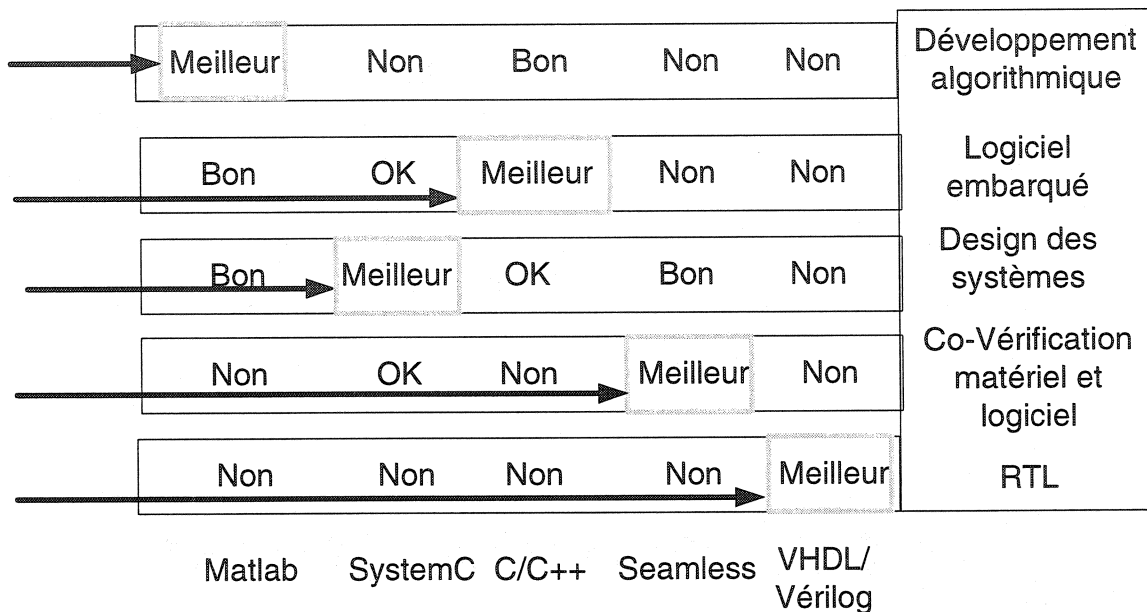 Meilleur Non Bon Non Non
Développement
algorithmique
Bon OK Meilleur Non Non
Logiciel
embarqué
Bon Meilleur OK Bon Non
Design des
systèmes
Non OK Non Meilleur Non
Co-Vérification
matériel et
logiciel
Non Non Non Non Meilleur
RTL
Matlab SystemC C/C++ Seamless VHDL/
Vérilog